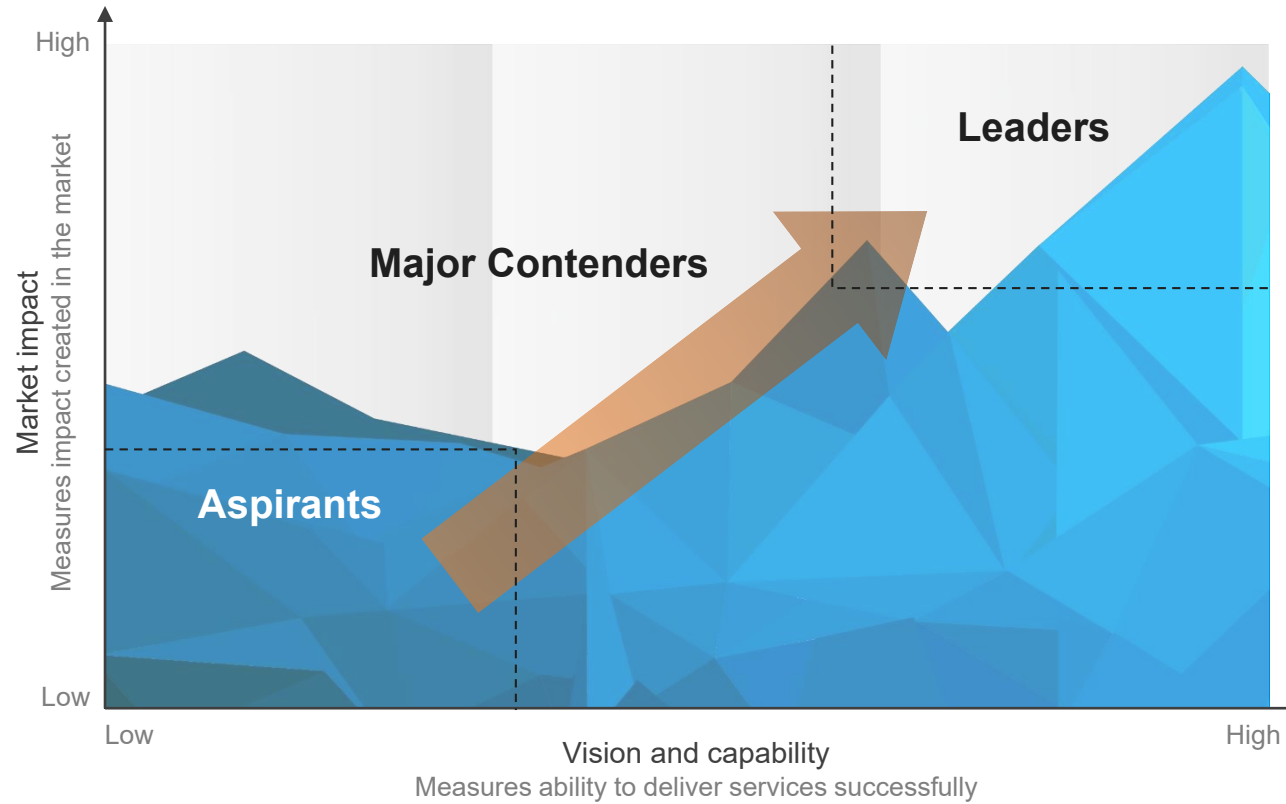 High
Leaders
Major Contenders
Market impact
Measures impact created in the market
Aspirants
Low
Low
High
Vision and capability
Measures ability to deliver services successfully